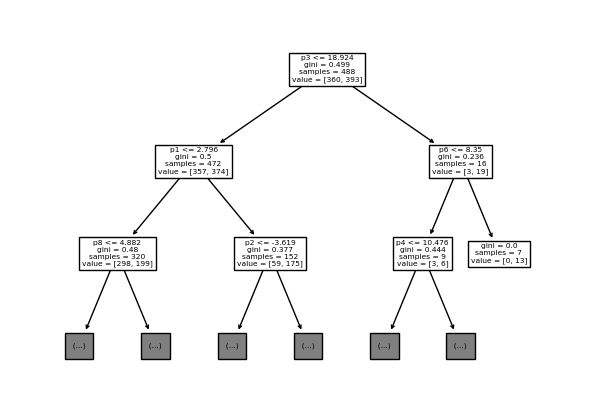 p3 <= 18.924
gini = 0.499
samples = 488
value = [360, 393]
p1 <= 2.796
gini = 0.5
samples = 472
value = [357, 374]
p6 <= 8.35
gini = 0.236
samples = 16
value = [3, 19]
p8 <= 4.882
gini = 0.48
samples = 320
value = [298, 199]
p2 <= -3.619
gini = 0.377
samples = 152
value = [59, 175]
p4 <= 10.476
gini = 0.444
samples = 9
value = [3, 6]
gini = 0.0
samples = 7
value = [0, 13]
(...)
(...)
(...)
(...)
(...)
(...)